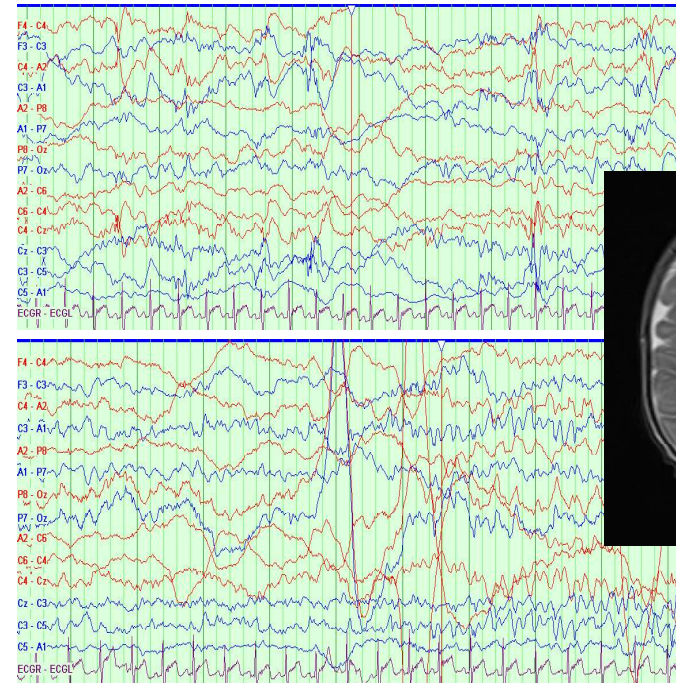 F4 - C4
F3 - C3
C4 - A2
C3 - A1
A2 - P8
A1 - P7
P8 - Oz
P7 - Oz
A2 - C6
C6 - C4
C4 - Cz
Cz - C3
C3 - C5
C5 - A1
ECGR - ECGL
F4 - C4
F3 - C3
C4 - A2
C3 - A1
A2 - P8
A1 - P7
P8 - Oz
P7 - Oz
A2 - C6
C6 - C4
C4 - Cz
Cz - C3
C3 - C5
C5 - A1
ECGR - ECGL